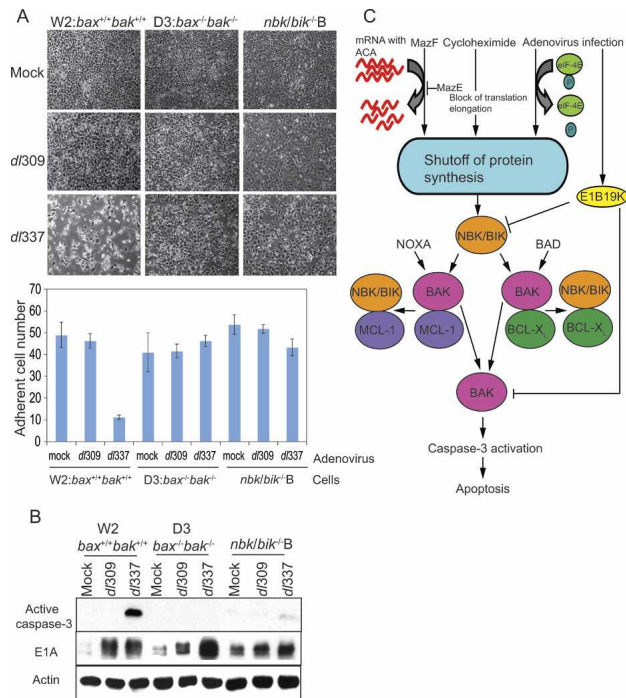 A
W2:bax+/+bak+/+ D3:bax-/-bak-/- nbk/bik-/-B
Mock
dl309
dl337
Adherent cell number
70
60
50
40
30
20
10
0
mock dl309 dl337 mock dl309 dl337 mock dl309 dl337 Adenovirus
W2:bax+/+bak+/+ D3:bax-/-bak-/- nbk/bik-/-B Cells
B
W2 D3
bax+/+bak+/+ bax-/-bak-/- nbk/bik-/-B
Mock dl309 dl337 Mock dl309 dl337 Mock dl309 dl337
Active
caspase-3
E1A
Actin
C
mRNA with
ACA
MazF Cycloheximide Adenovirus infection
MazE
Block of translation
elongation
eIF-4E
P
eIF-4E
P
Shutoff of protein
synthesis
E1B19K
NBK/BIK
NOXA BAD
NBK/BIK BAK BAK NBK/BIK
MCL-1 MCL-1 BCL-XL BCL-XL
BAK
Caspase-3 activation
Apoptosis